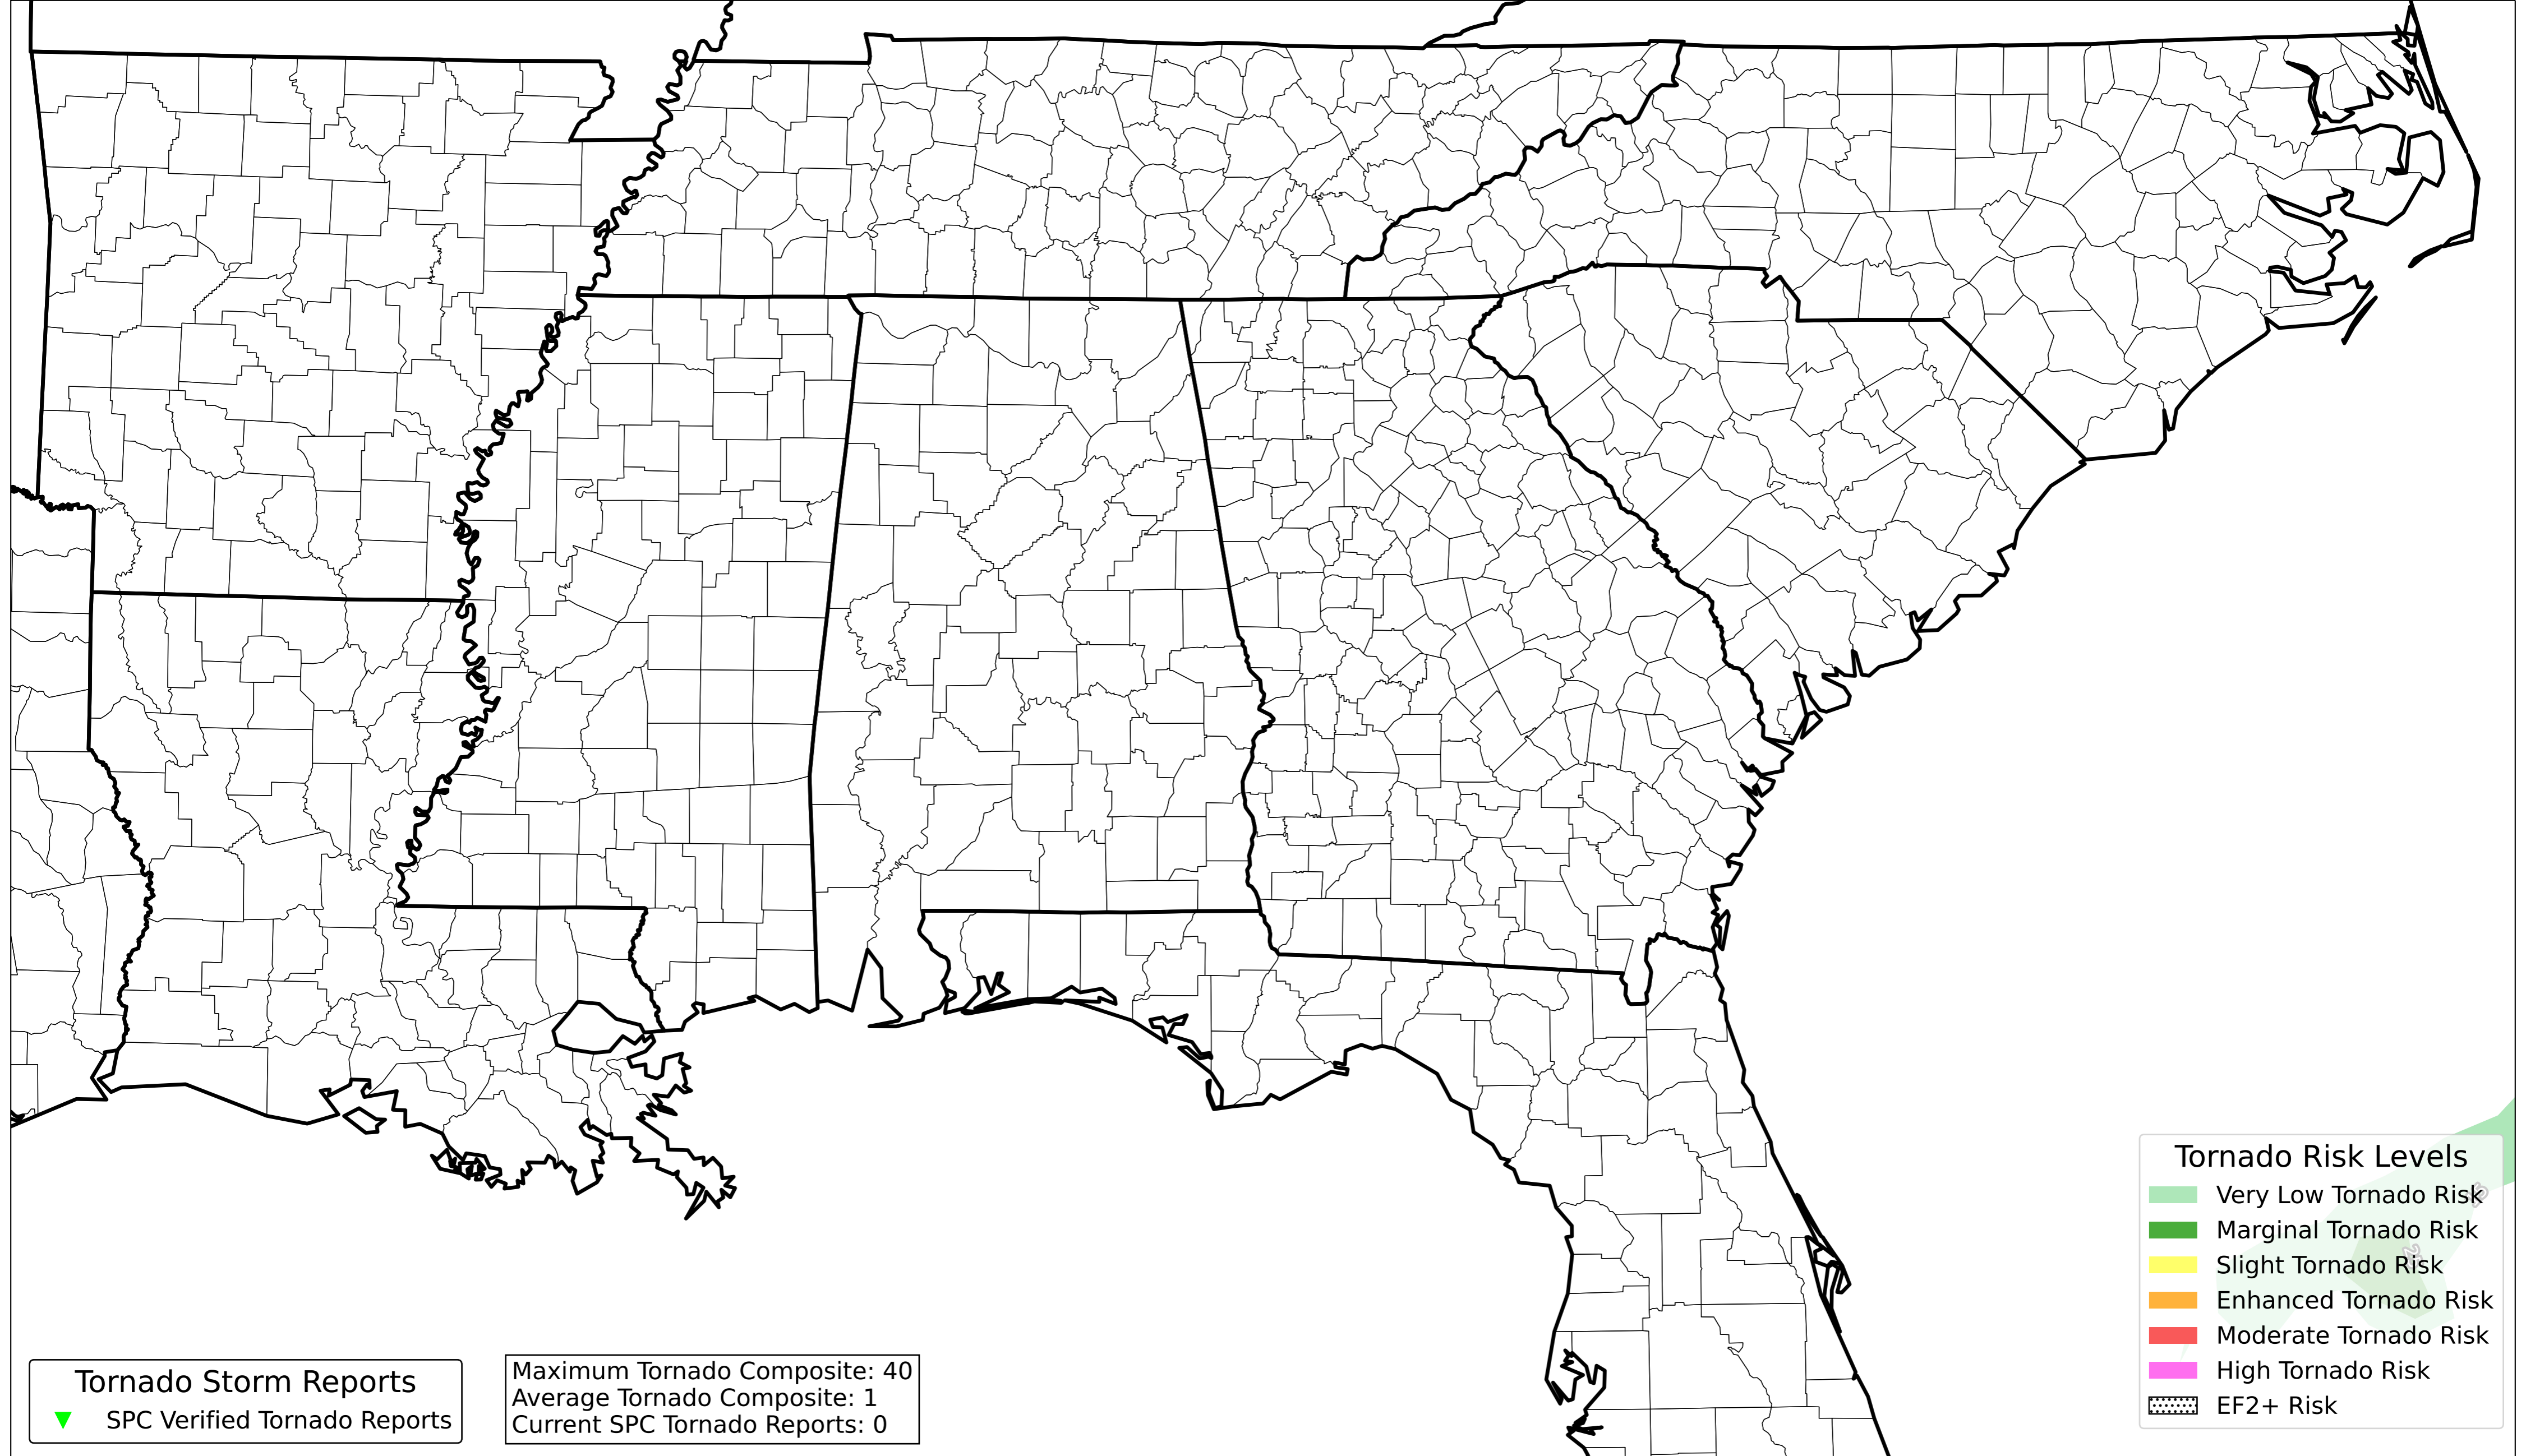 Tornado Risk Levels
Very Low Tornado Risk
Marginal Tornado Risk
Slight Tornado Risk
Enhanced Tornado Risk
Moderate Tornado Risk
High Tornado Risk
EF2+ Risk
Tornado Storm Reports
SPC Verified Tornado Reports
Maximum Tornado Composite: 40
Average Tornado Composite: 1
Current SPC Tornado Reports: 0